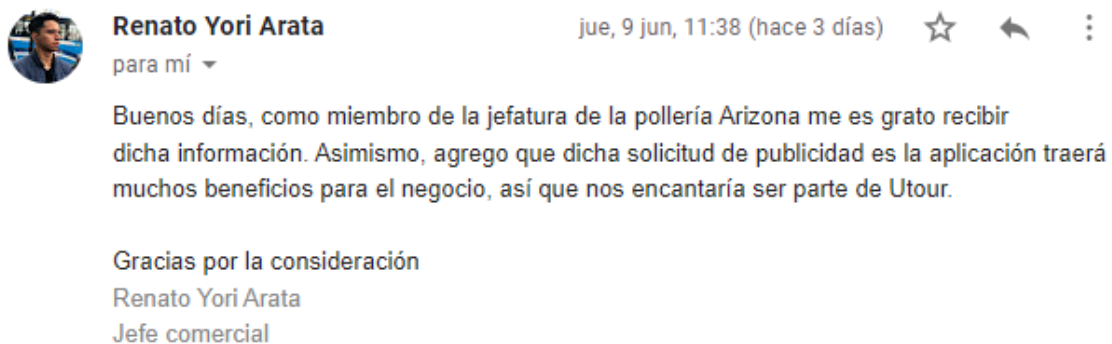 Renato Yori Arata
jue, 9 jun, 11:38 (hace 3 días)
para mí
Buenos días, como miembro de la jefatura de la pollería Arizona me es grato recibir
dicha información. Asimismo, agrego que dicha solicitud de publicidad es la aplicación traerá
muchos beneficios para el negocio, así que nos encantaría ser parte de Utour.
Gracias por la consideración
Renato Yori Arata
Jefe comercial